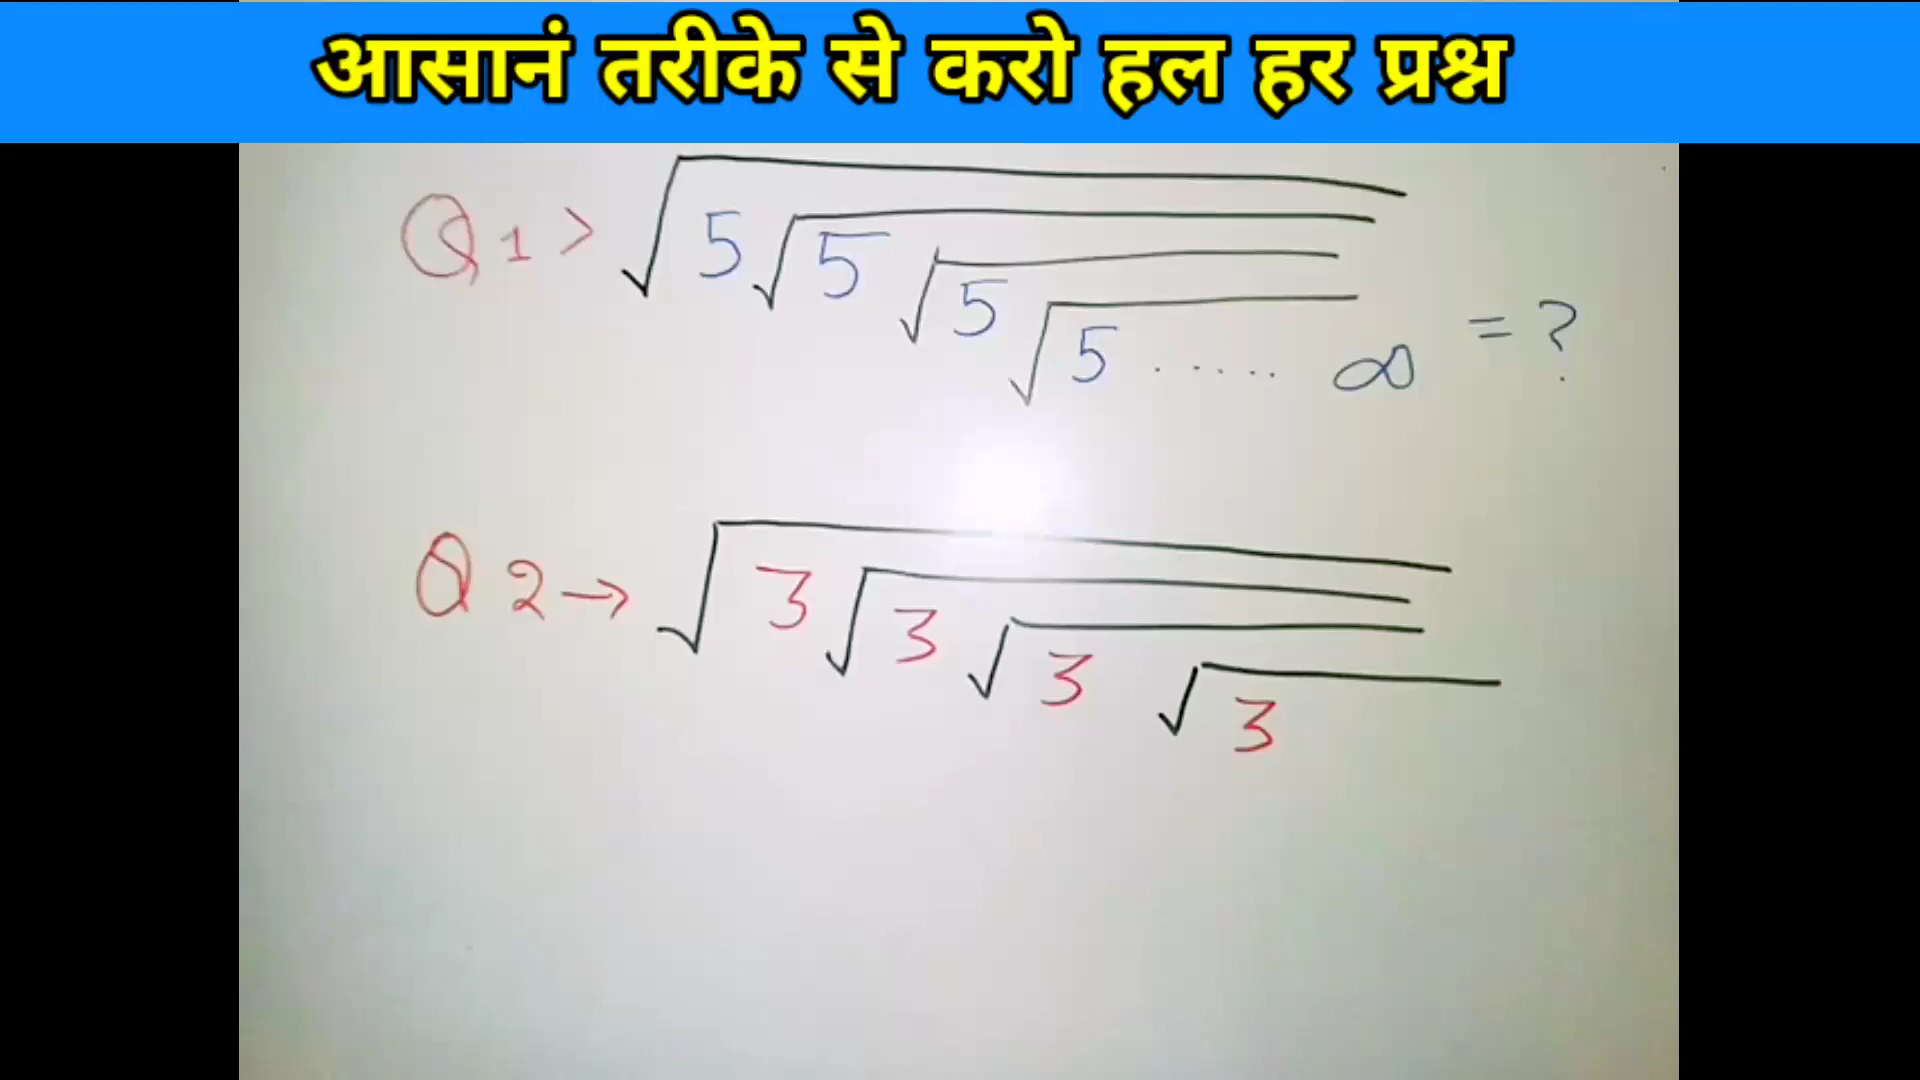 आसानं तरीके से करो हल हर प्रश्न
Q1> √5√5√5√5 ..... ∞ = ?
Q2→ √3√3√3√3